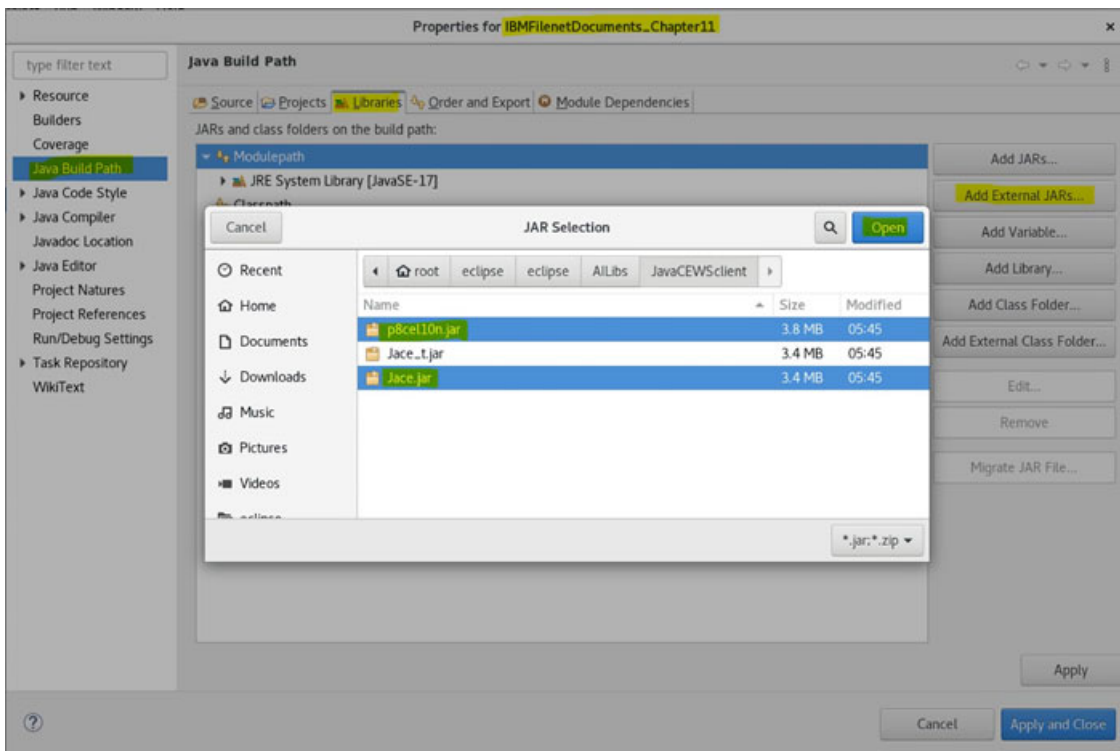 Properties for IBMFilenetDocuments_Chapter11
type filter text
Resource
Builders
Coverage
Java Build Path
Java Code Style
Java Compiler
Javadoc Location
Java Editor
Project Natures
Project References
Run/Debug Settings
Task Repository
WikiText
Java Build Path
Source Projects Libraries Order and Export Module Dependencies
JARs and class folders on the build path:
Modulepath
JRE System Library [JavaSE-17]
Classpath
Add JARs...
Add External JARs...
Add Variable...
Add Library...
Add Class Folder...
Add External Class Folder...
Edit...
Remove
Migrate JAR File...
Cancel JAR Selection Open
Recent
Home
Documents
Downloads
Music
Pictures
Videos
eclipse
root eclipse eclipse AllLibs JavaCEWSclient
Name Size Modified
p8cel10n.jar 3.8 MB 05:45
Jace_t.jar 3.4 MB 05:45
Jace.jar 3.4 MB 05:45
*.jar;*.zip
Apply
Cancel Apply and Close